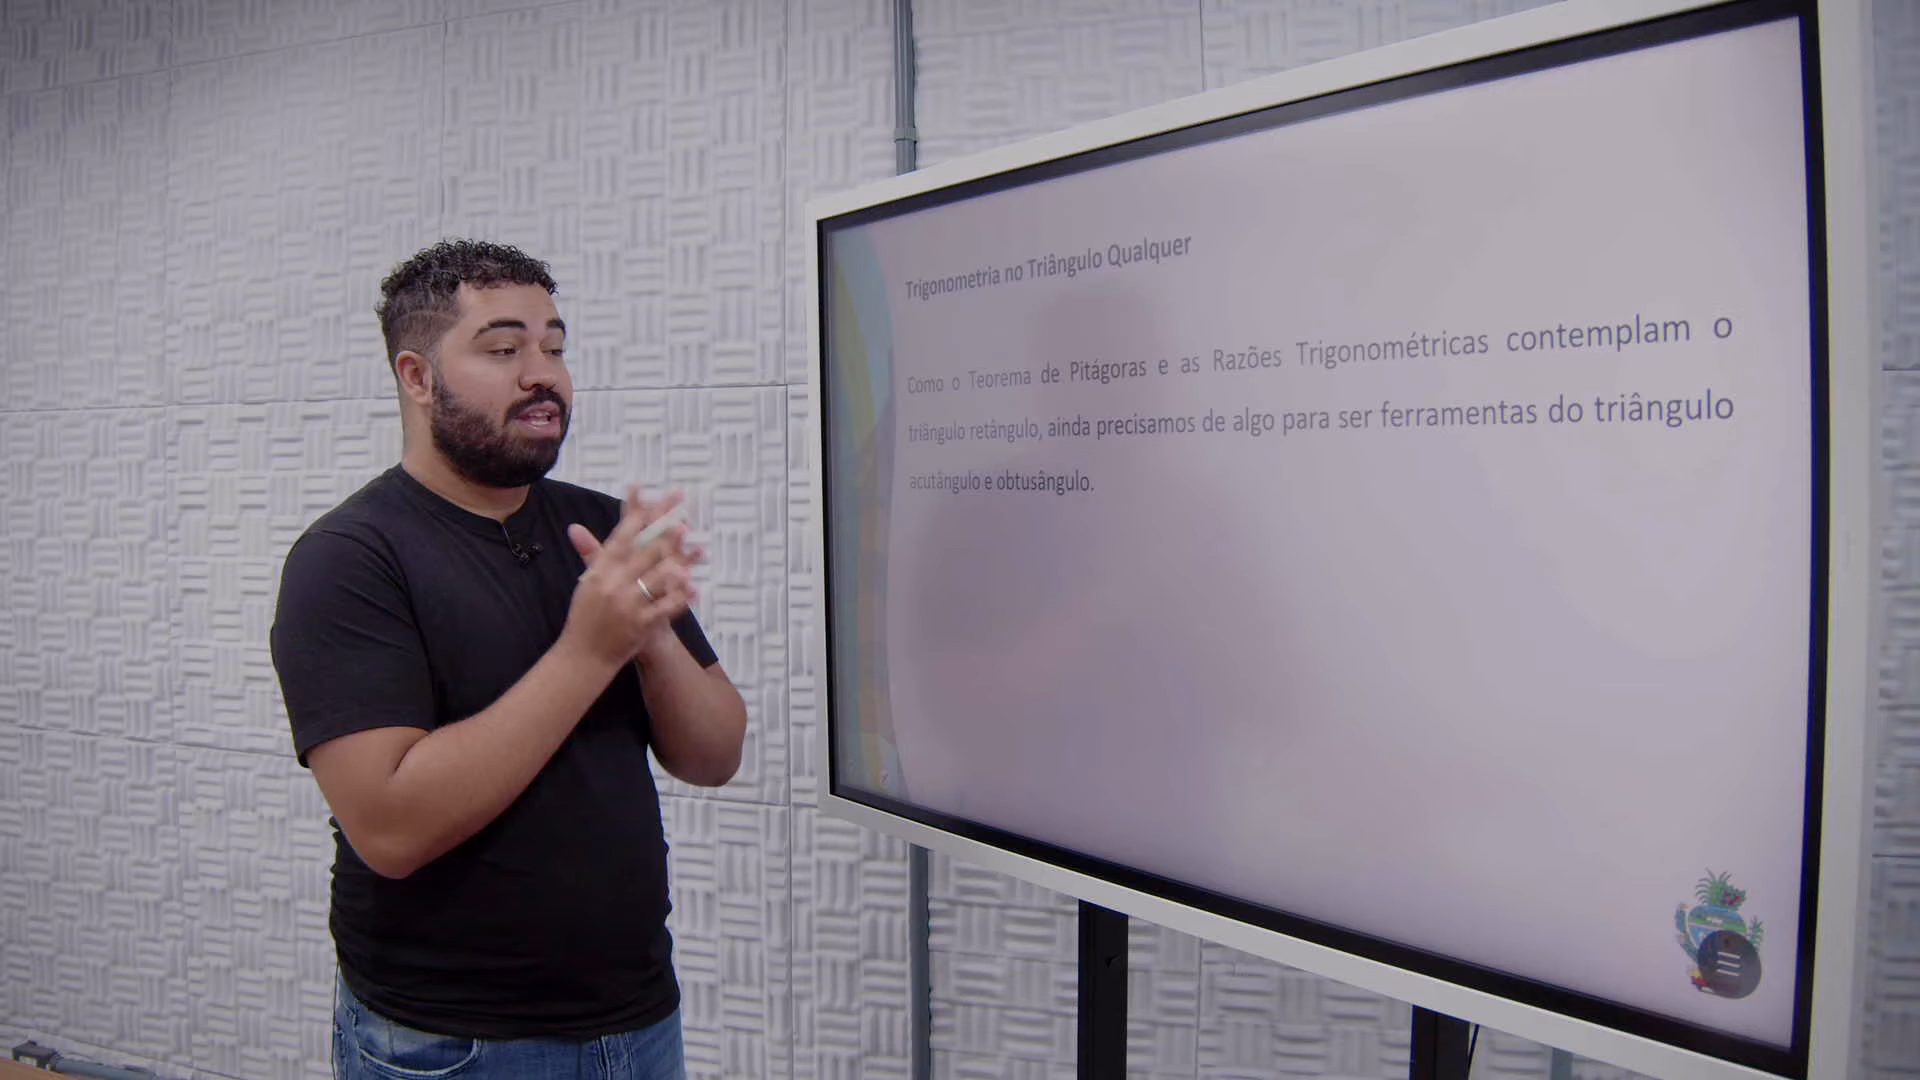 Trigonometria no Triângulo Qualquer
Como o Teorema de Pitágoras e as Razões Trigonométricas contemplam o
triângulo retângulo, ainda precisamos de algo para ser ferramentas do triângulo
acutângulo e obtusângulo.